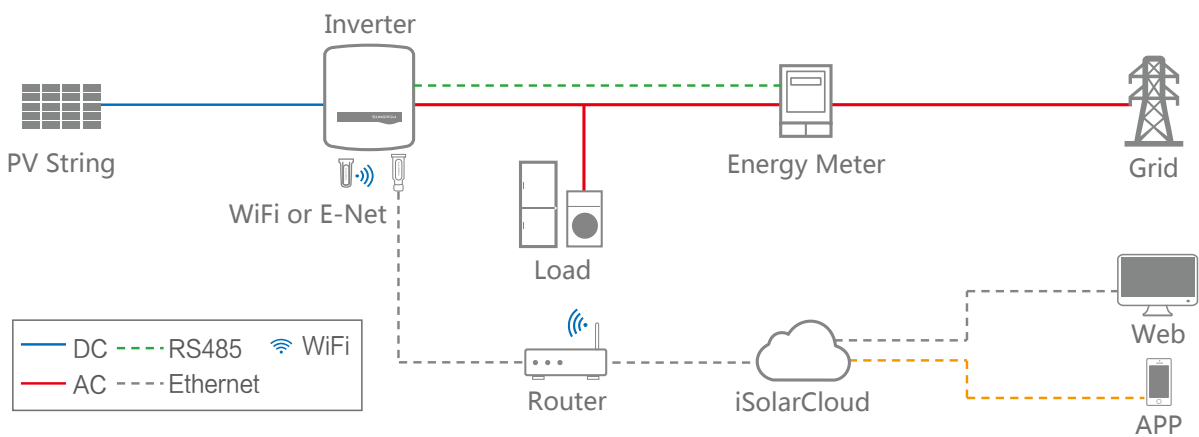 Inverter
PV String
Energy Meter
Grid
WiFi or E-Net
Load
DC
RS485
WiFi
AC
Ethernet
Router
iSolarCloud
Web
APP